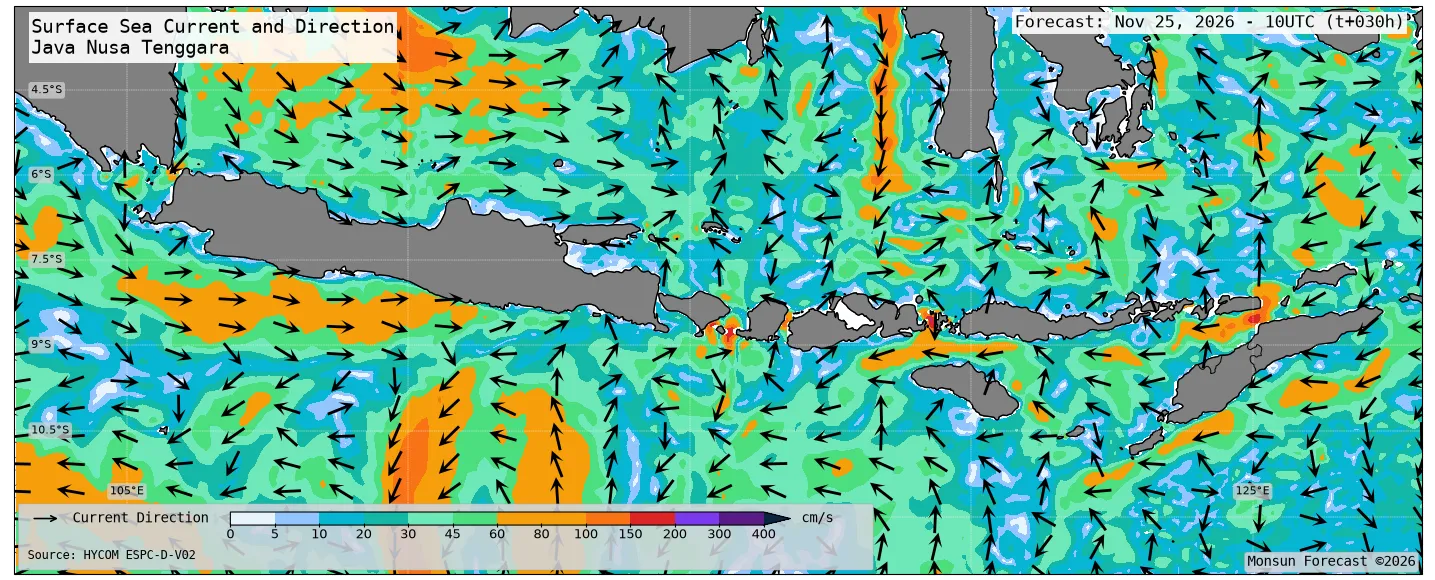 Surface Sea Current and Direction
Java Nusa Tenggara
Forecast: Nov 25, 2026 - 10UTC (t+030h)
4.5°S
6°S
7.5°S
9°S
10.5°S
105°E
125°E
Current Direction
0 5 10 20 30 45 60 80 100 150 200 300 400
cm/s
Source: HYCOM ESPC-D-V02
Monsun Forecast ©2026